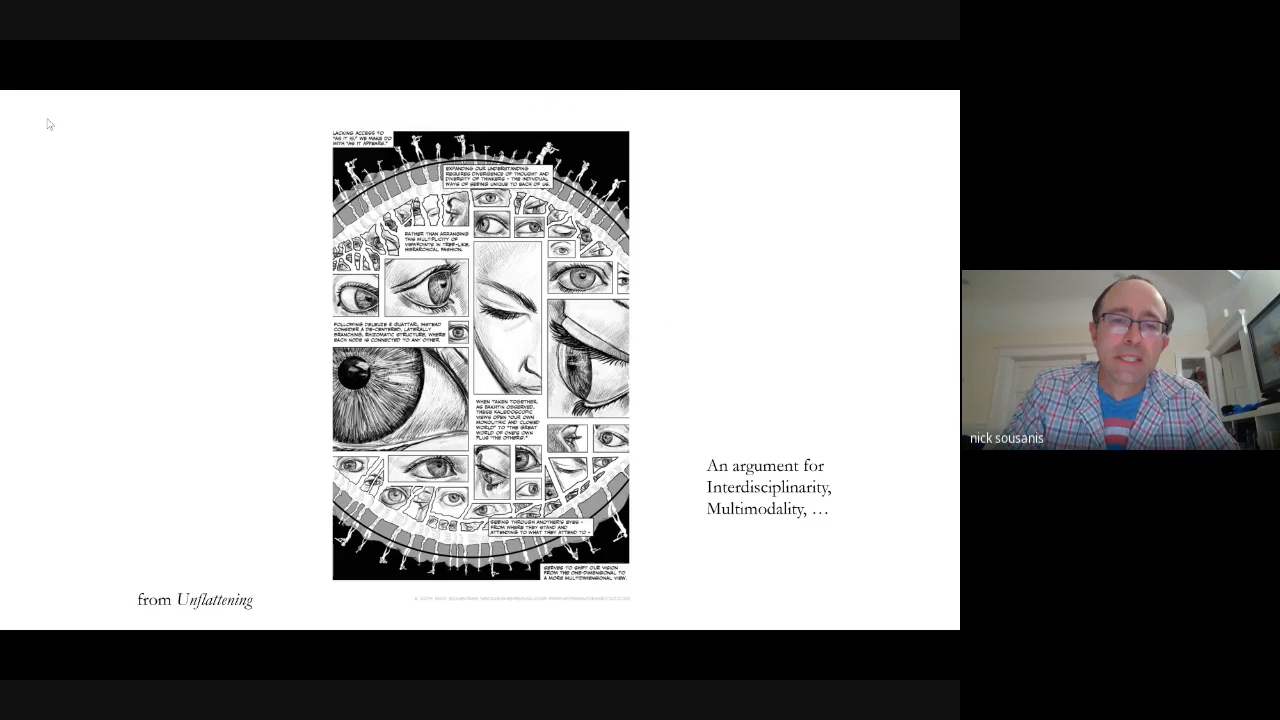 LACKING ACCESS TO
"AS IT IS," WE MAKE DO
WITH "AS IT APPEARS."
EXPANDING OUR UNDERSTANDING
REQUIRES DIVERGENCE OF THOUGHT AND
DIVERSITY OF THINKERS - THE INDIVIDUAL
WAYS OF SEEING UNIQUE TO EACH OF US.
RATHER THAN ARRANGING
THIS MULTIPLICITY OF
VIEWPOINTS IN TREE-LIKE,
HIERARCHICAL FASHION,
FOLLOWING DELEUZE & GUATTARI, INSTEAD
CONSIDER A DE-CENTERED, LATERALLY
BRANCHING, RHIZOMATIC STRUCTURE, WHERE
EACH NODE IS CONNECTED TO ANY OTHER.
WHEN TAKEN TOGETHER,
AS BAKHTIN OBSERVED,
THESE KALEIDOSCOPIC
VIEWS OPEN "OUR OWN
MONOLITHIC AND CLOSED
WORLD" TO "THE GREAT
WORLD OF ONE'S OWN
PLUS 'THE OTHERS.'"
SEEING THROUGH ANOTHER'S EYES -
FROM WHERE THEY STAND AND
ATTENDING TO WHAT THEY ATTEND TO -
SERVES TO SHIFT OUR VISION
FROM THE ONE-DIMENSIONAL TO
A MORE MULTIDIMENSIONAL VIEW.
An argument for
Interdisciplinarity,
Multimodality, …
from Unflattening
nick sousanis